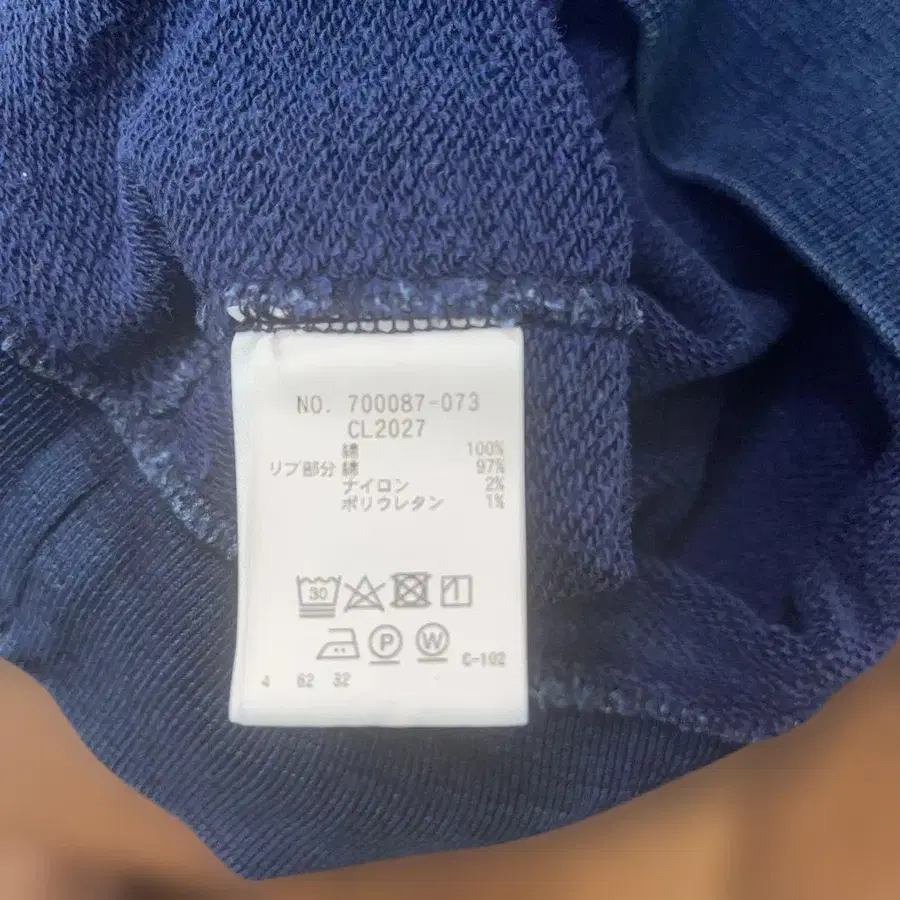 NO. 700087-073
CL2027
綿 100%
リブ部分 綿 97%
ナイロン 2%
ポリウレタン 1%
30
P W
C-102
4 62 32